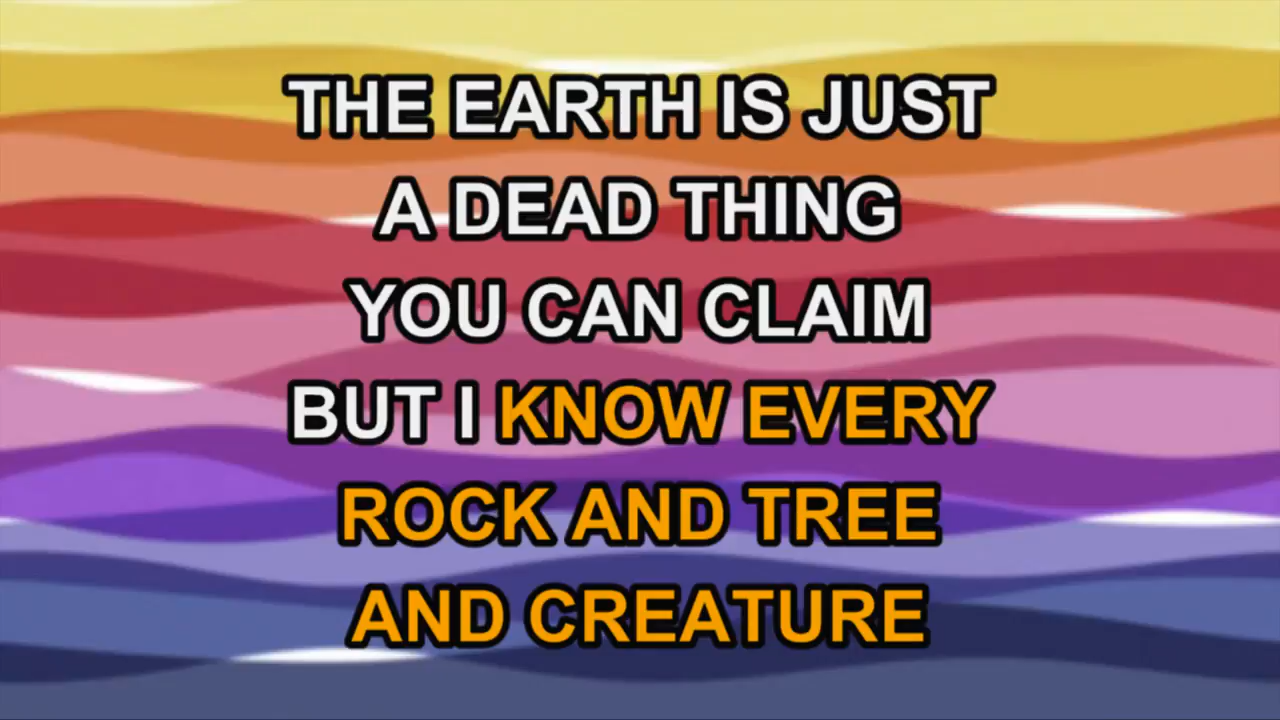 THE EARTH IS JUST
A DEAD THING
YOU CAN CLAIM
BUT I KNOW EVERY
ROCK AND TREE
AND CREATURE